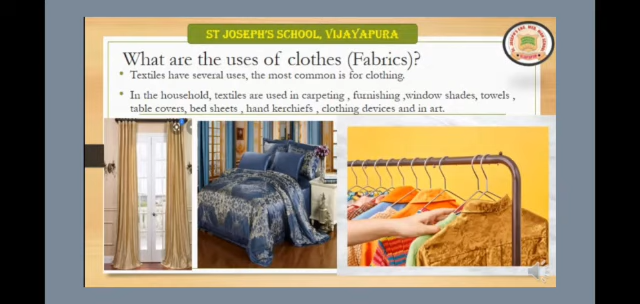 ST JOSEPH'S SCHOOL, VIJAYAPURA
What are the uses of clothes (Fabrics)?
• Textiles have several uses, the most common is for clothing.
• In the household, textiles are used in carpeting , furnishing ,window shades, towels ,
table covers, bed sheets , hand kerchiefs , clothing devices and in art.